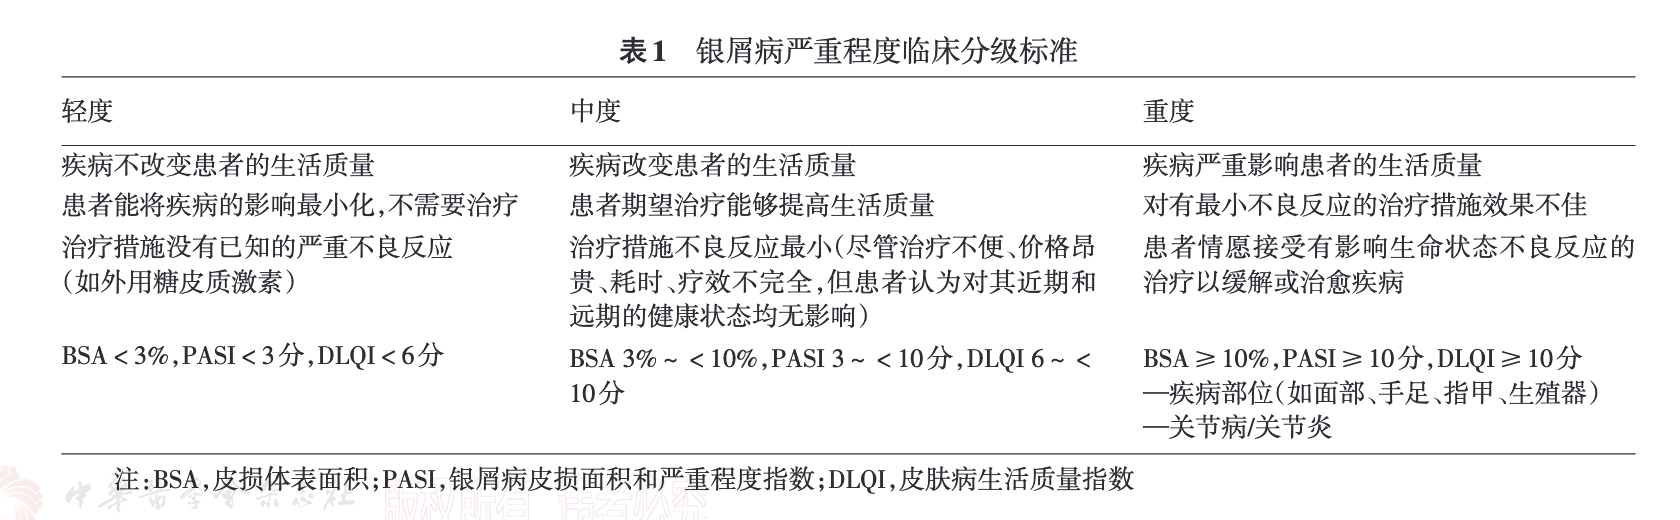 表1 银屑病严重程度临床分级标准
轻度 中度 重度
疾病不改变患者的生活质量 疾病改变患者的生活质量 疾病严重影响患者的生活质量
患者能将疾病的影响最小化,不需要治疗 患者期望治疗能够提高生活质量 对有最小不良反应的治疗措施效果不佳
治疗措施没有已知的严重不良反应 治疗措施不良反应最小(尽管治疗不便、价格昂 患者情愿接受有影响生命状态不良反应的
(如外用糖皮质激素) 贵、耗时、疗效不完全,但患者认为对其近期和 治疗以缓解或治愈疾病
远期的健康状态均无影响)
BSA < 3%,PASI < 3分,DLQI < 6分 BSA 3% ~ < 10%,PASI 3 ~ < 10分,DLQI 6 ~ < BSA ≥ 10%,PASI ≥ 10分,DLQI ≥ 10分
10分 —疾病部位(如面部、手足、指甲、生殖器)
—关节病/关节炎
注:BSA,皮损体表面积;PASI,银屑病皮损面积和严重程度指数;DLQI,皮肤病生活质量指数
中华医学会杂志社
版权所有 违者必究